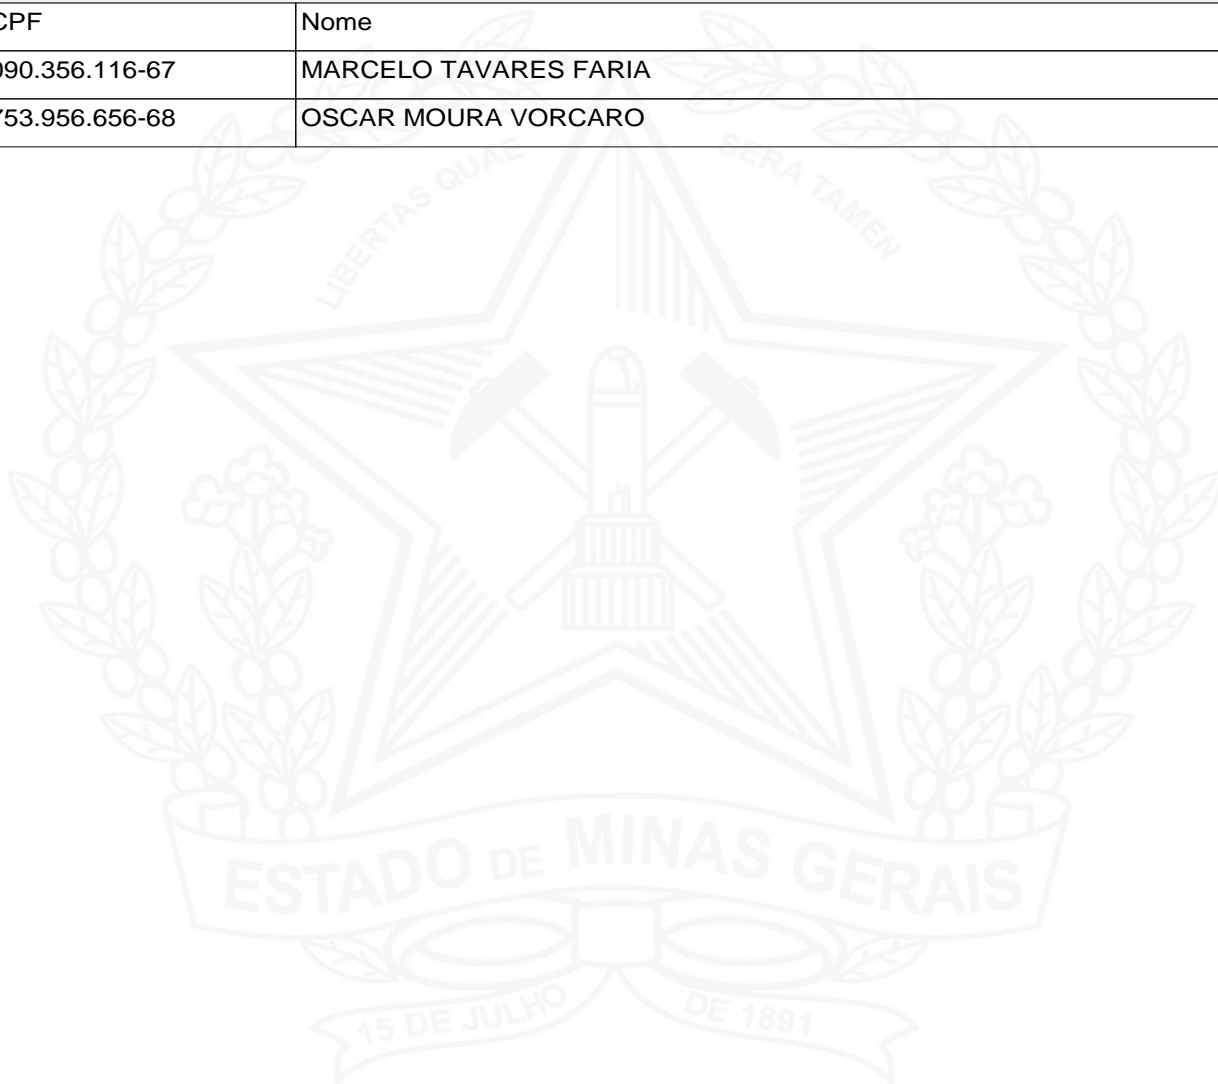 CPF Nome
090.356.116-67 MARCELO TAVARES FARIA
753.956.656-68 OSCAR MOURA VORCARO
LIBERTAS QUAE SERA TAMEN
ESTADO DE MINAS GERAIS
15 DE JULHO DE 1891